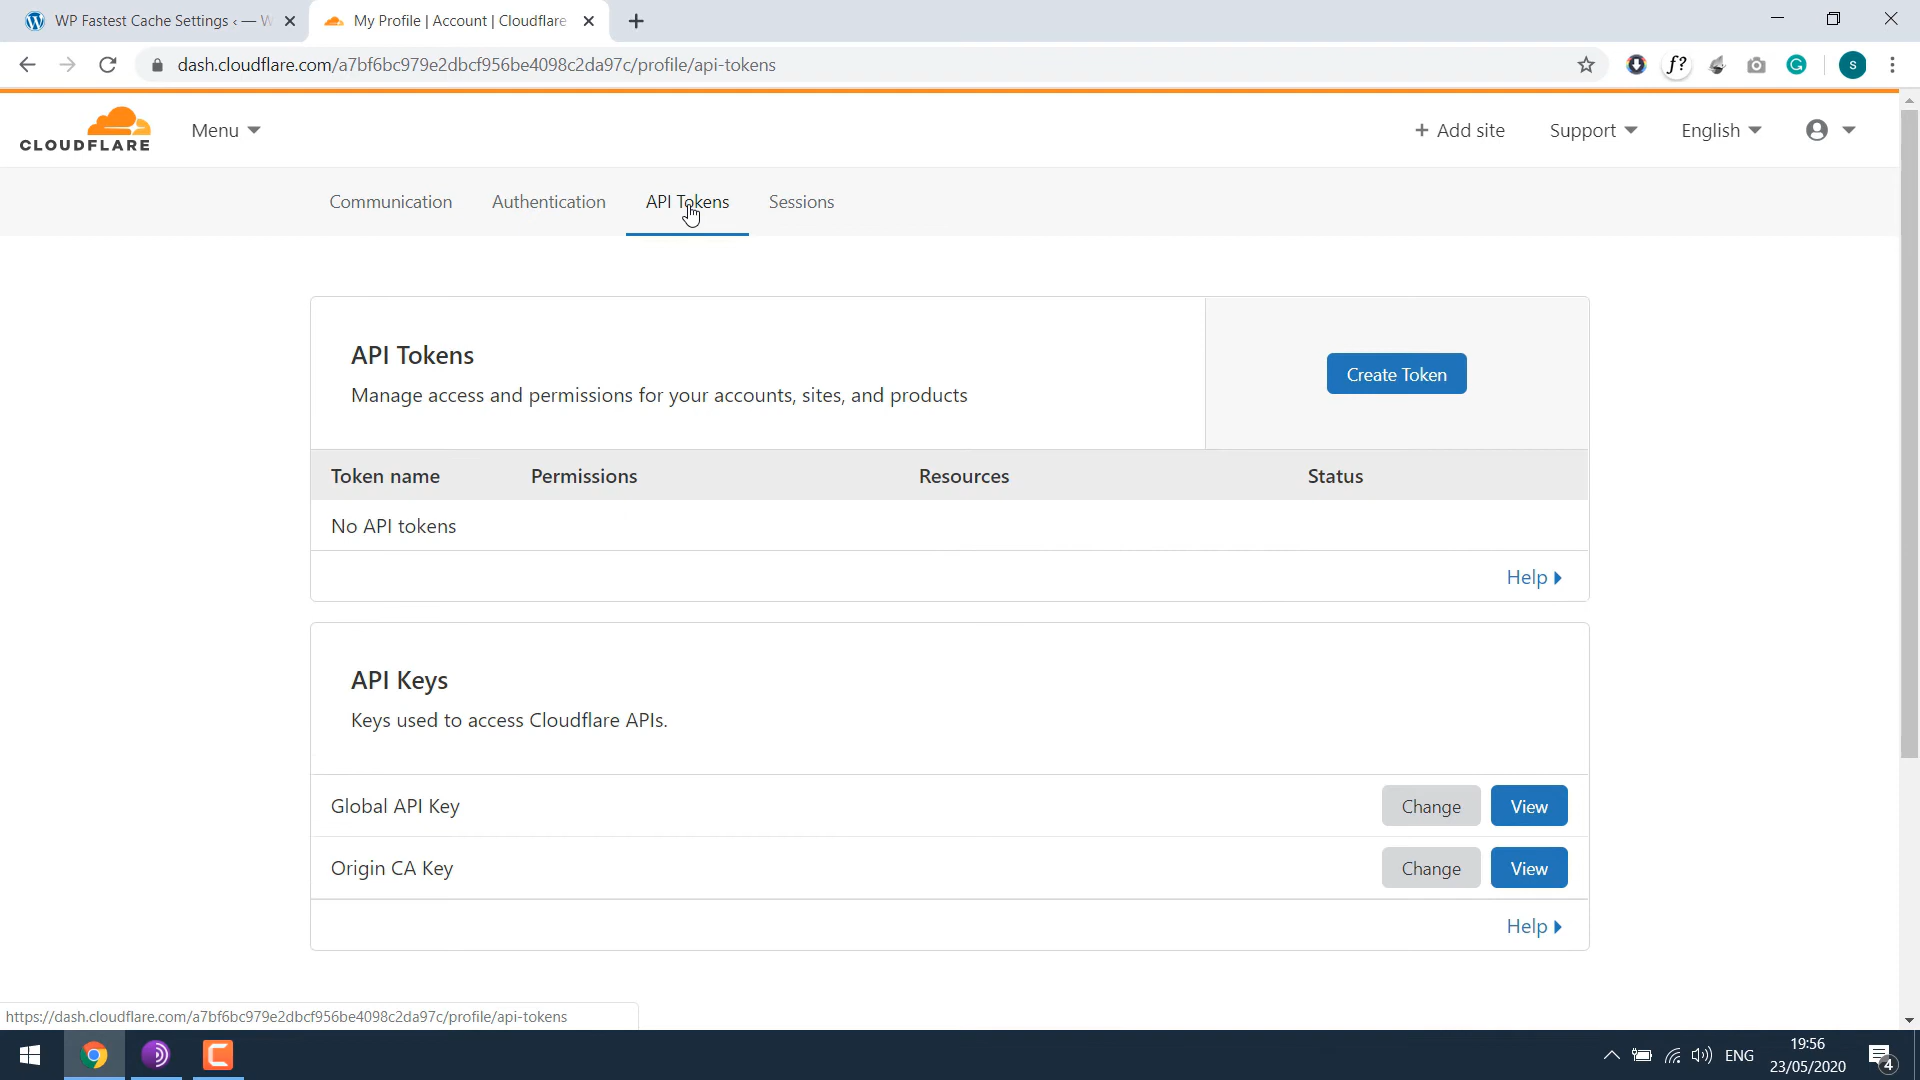 WP Fastest Cache Settings ‹ — W
My Profile | Account | Cloudflare
dash.cloudflare.com/a7bf6bc979e2dbcf956be4098c2da97c/profile/api-tokens
f?
s
CLOUDFLARE
Menu
+ Add site
Support
English
Communication
Authentication
API Tokens
Sessions
API Tokens
Manage access and permissions for your accounts, sites, and products
Create Token
Token name Permissions Resources Status
No API tokens
Help
API Keys
Keys used to access Cloudflare APIs.
Global API Key
Change
View
Origin CA Key
Change
View
Help
https://dash.cloudflare.com/a7bf6bc979e2dbcf956be4098c2da97c/profile/api-tokens
ENG
19:56
23/05/2020
4